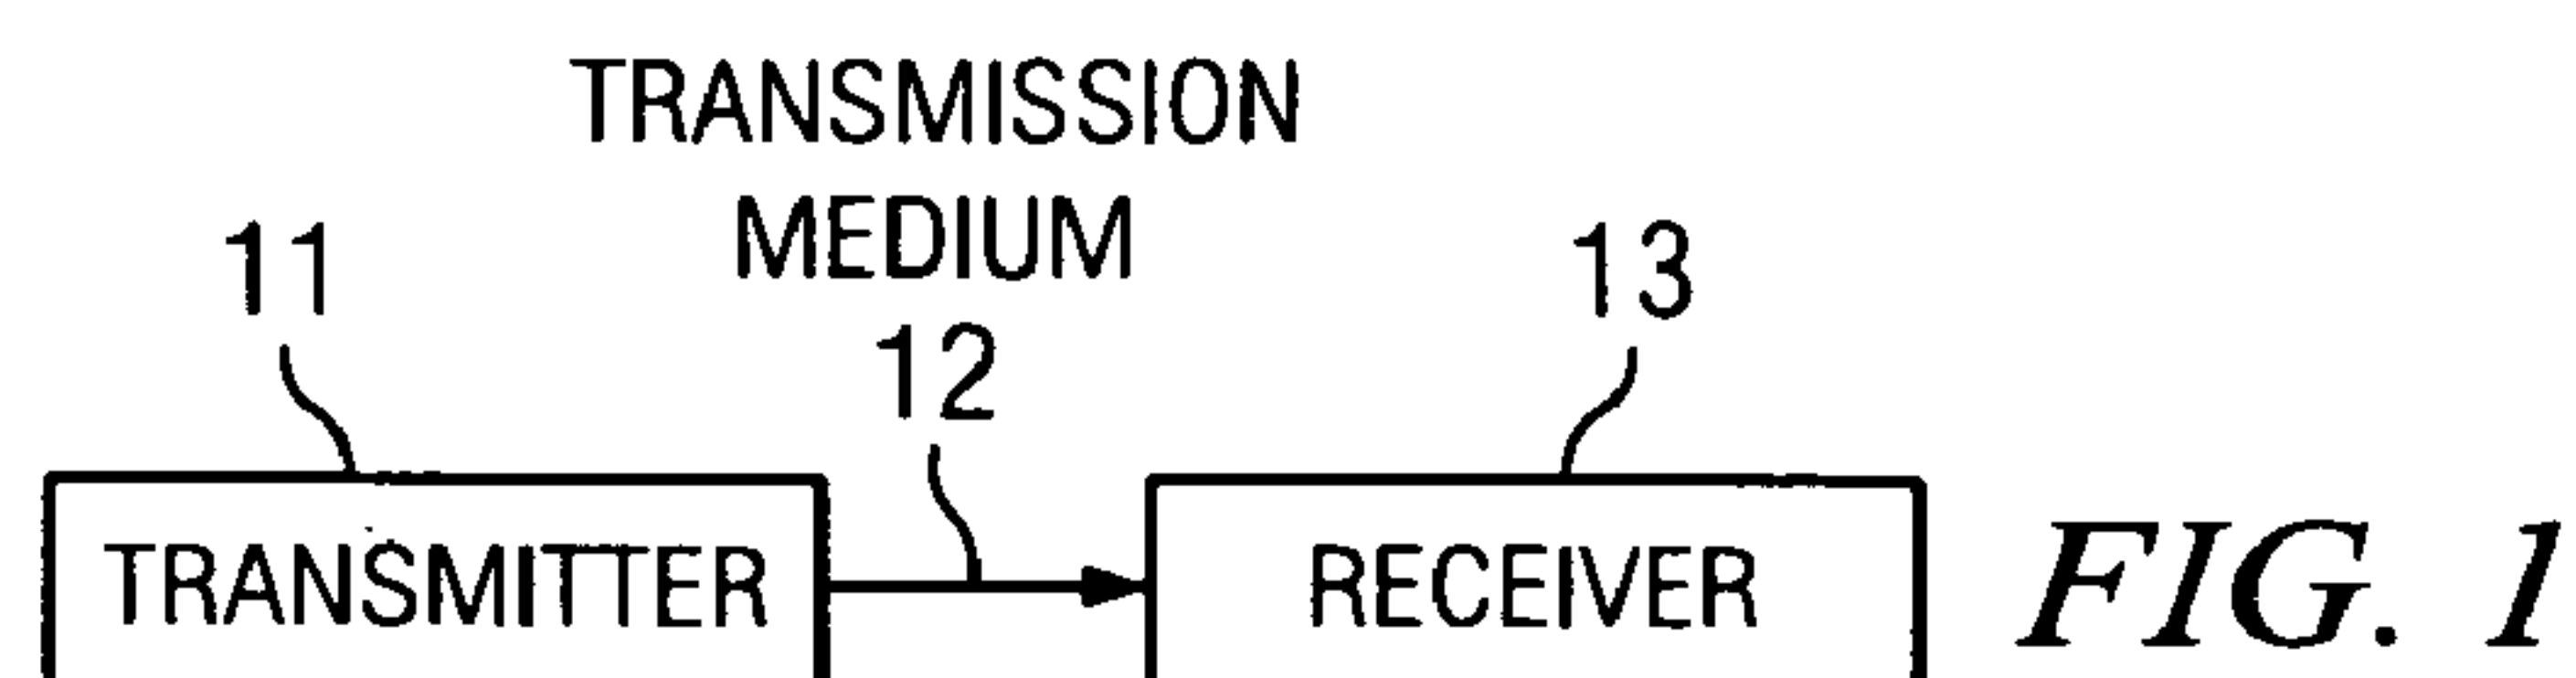 TRANSMISSION
MEDIUM
11
13
12
TRANSMITTER
RECEIVER
FIG. 1